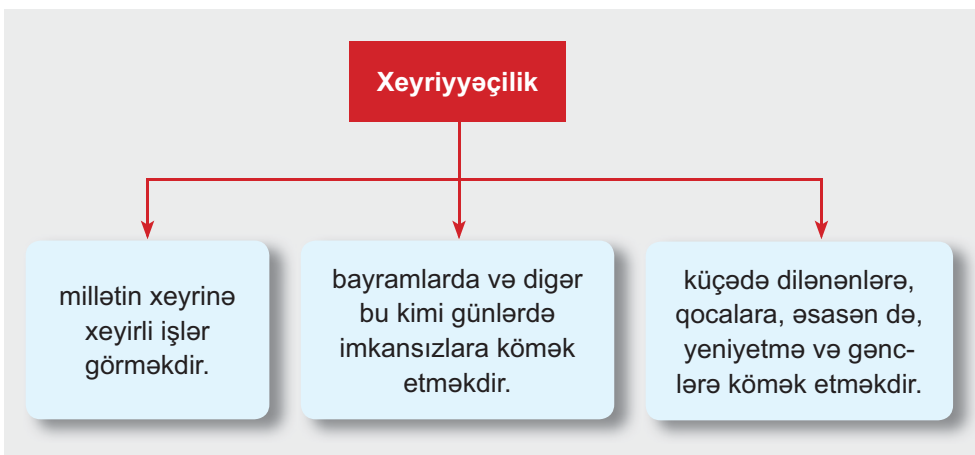 Xeyriyyəçilik
millətin xeyrinə
xeyirli işlər
görməkdir.
bayramlarda və digər
bu kimi günlərdə
imkansızlara kömək
etməkdir.
küçədə dilənənlərə,
qocalara, əsasən də,
yeniyetmə və gənc-
lərə kömək etməkdir.